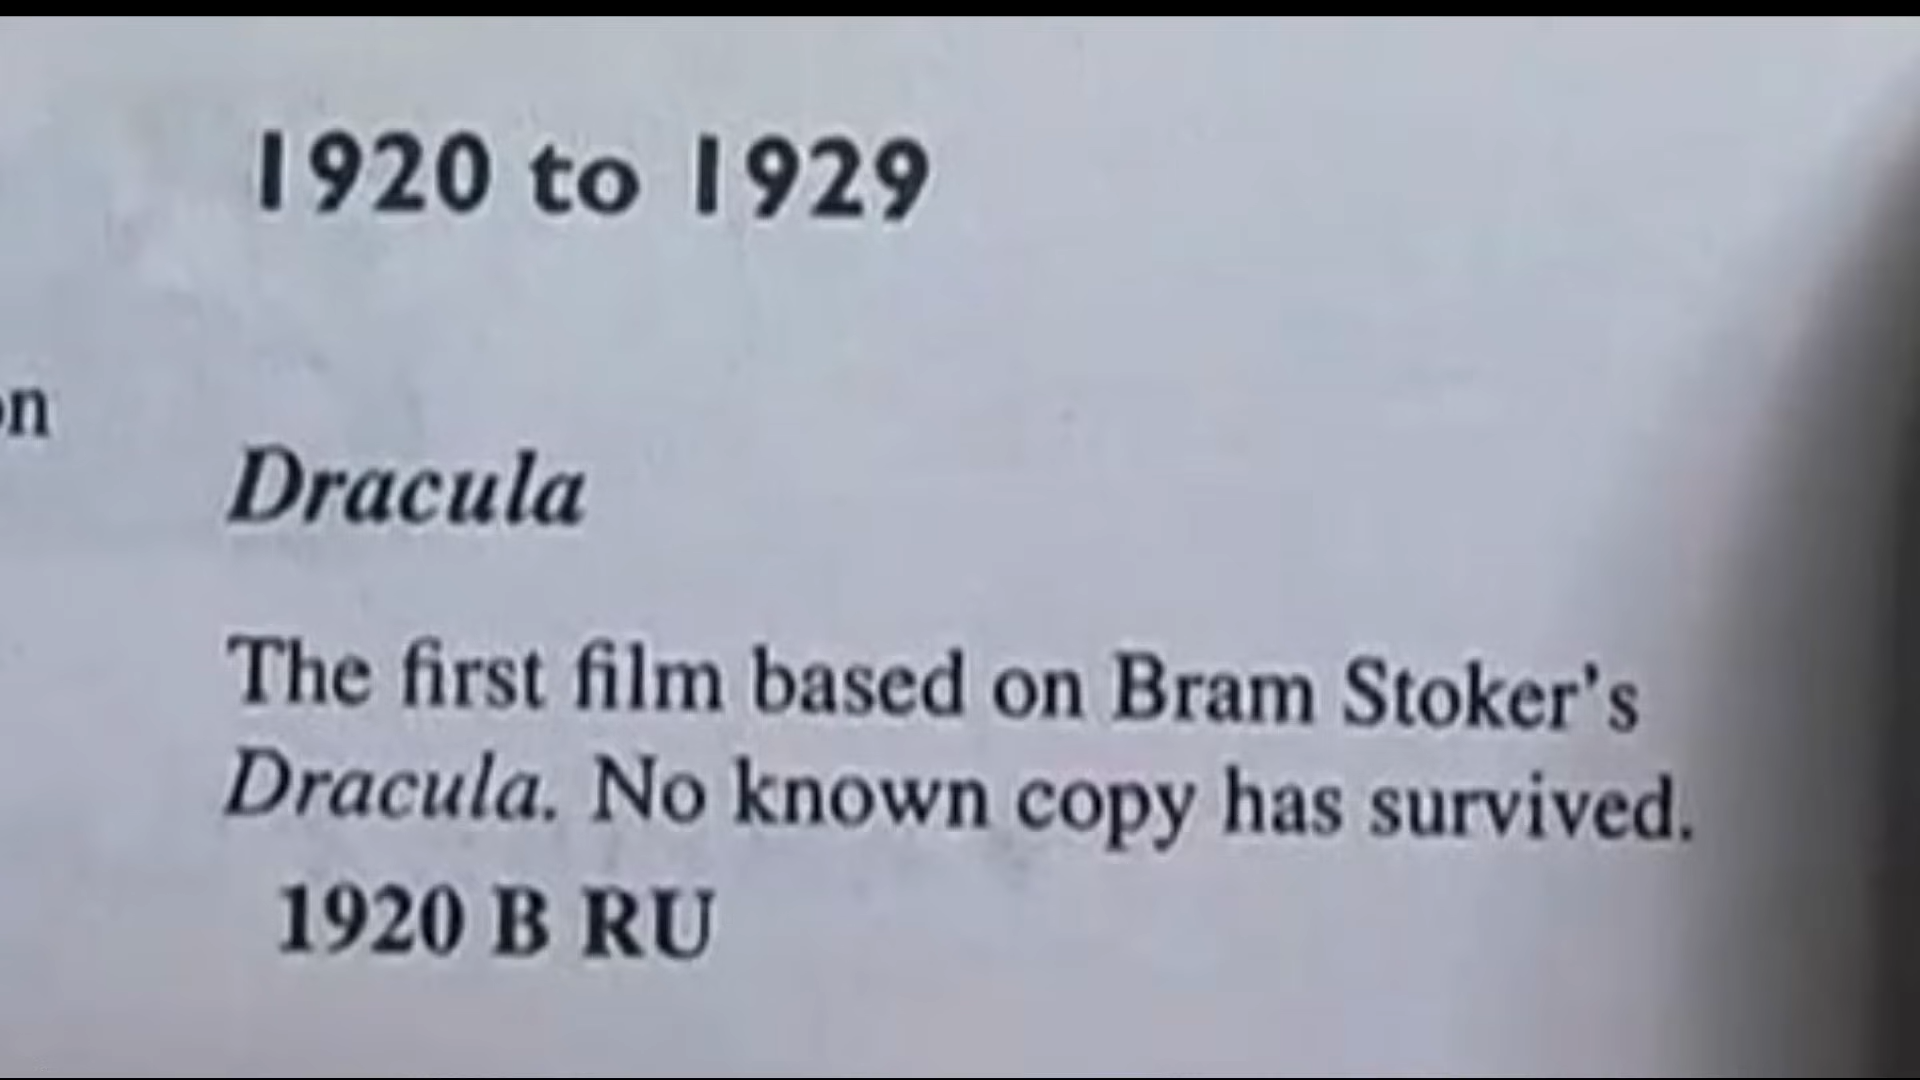 1920 to 1929
on
Dracula
The first film based on Bram Stoker's
Dracula. No known copy has survived.
1920 B RU